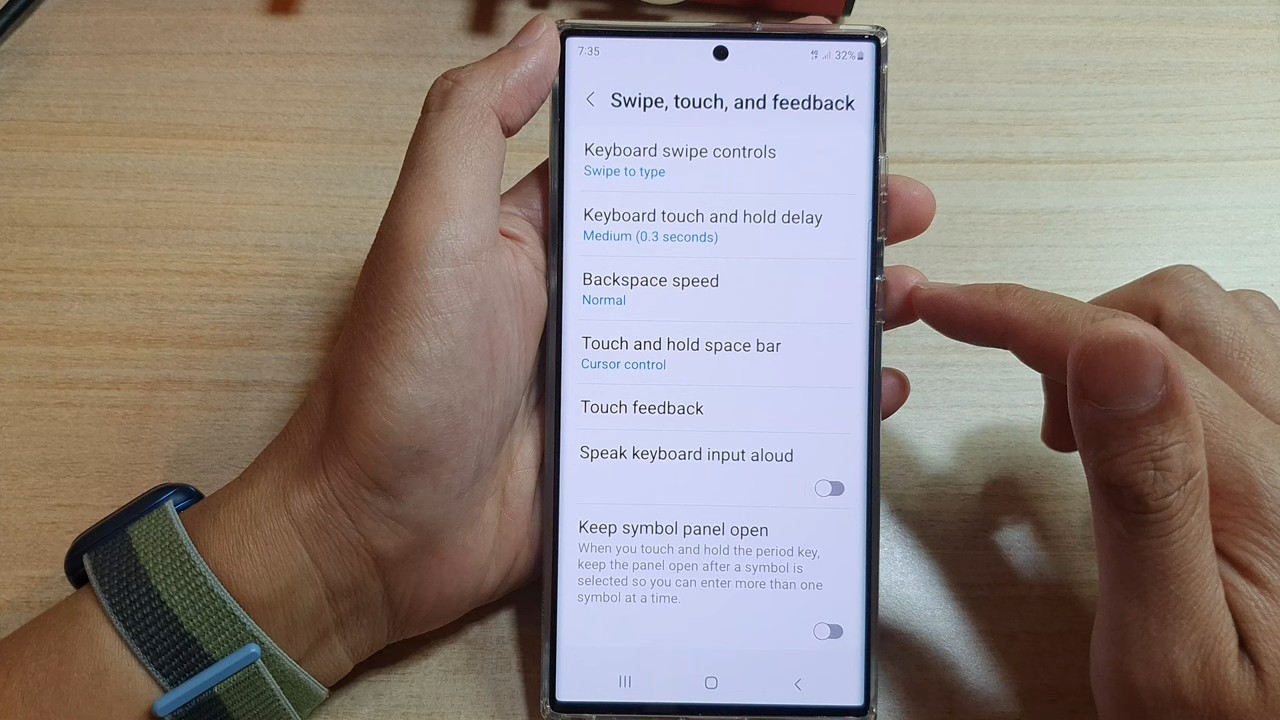 7:35
32%
Swipe, touch, and feedback
Keyboard swipe controls
Swipe to type
Keyboard touch and hold delay
Medium (0.3 seconds)
Backspace speed
Normal
Touch and hold space bar
Cursor control
Touch feedback
Speak keyboard input aloud
Keep symbol panel open
When you touch and hold the period key,
keep the panel open after a symbol is
selected so you can enter more than one
symbol at a time.